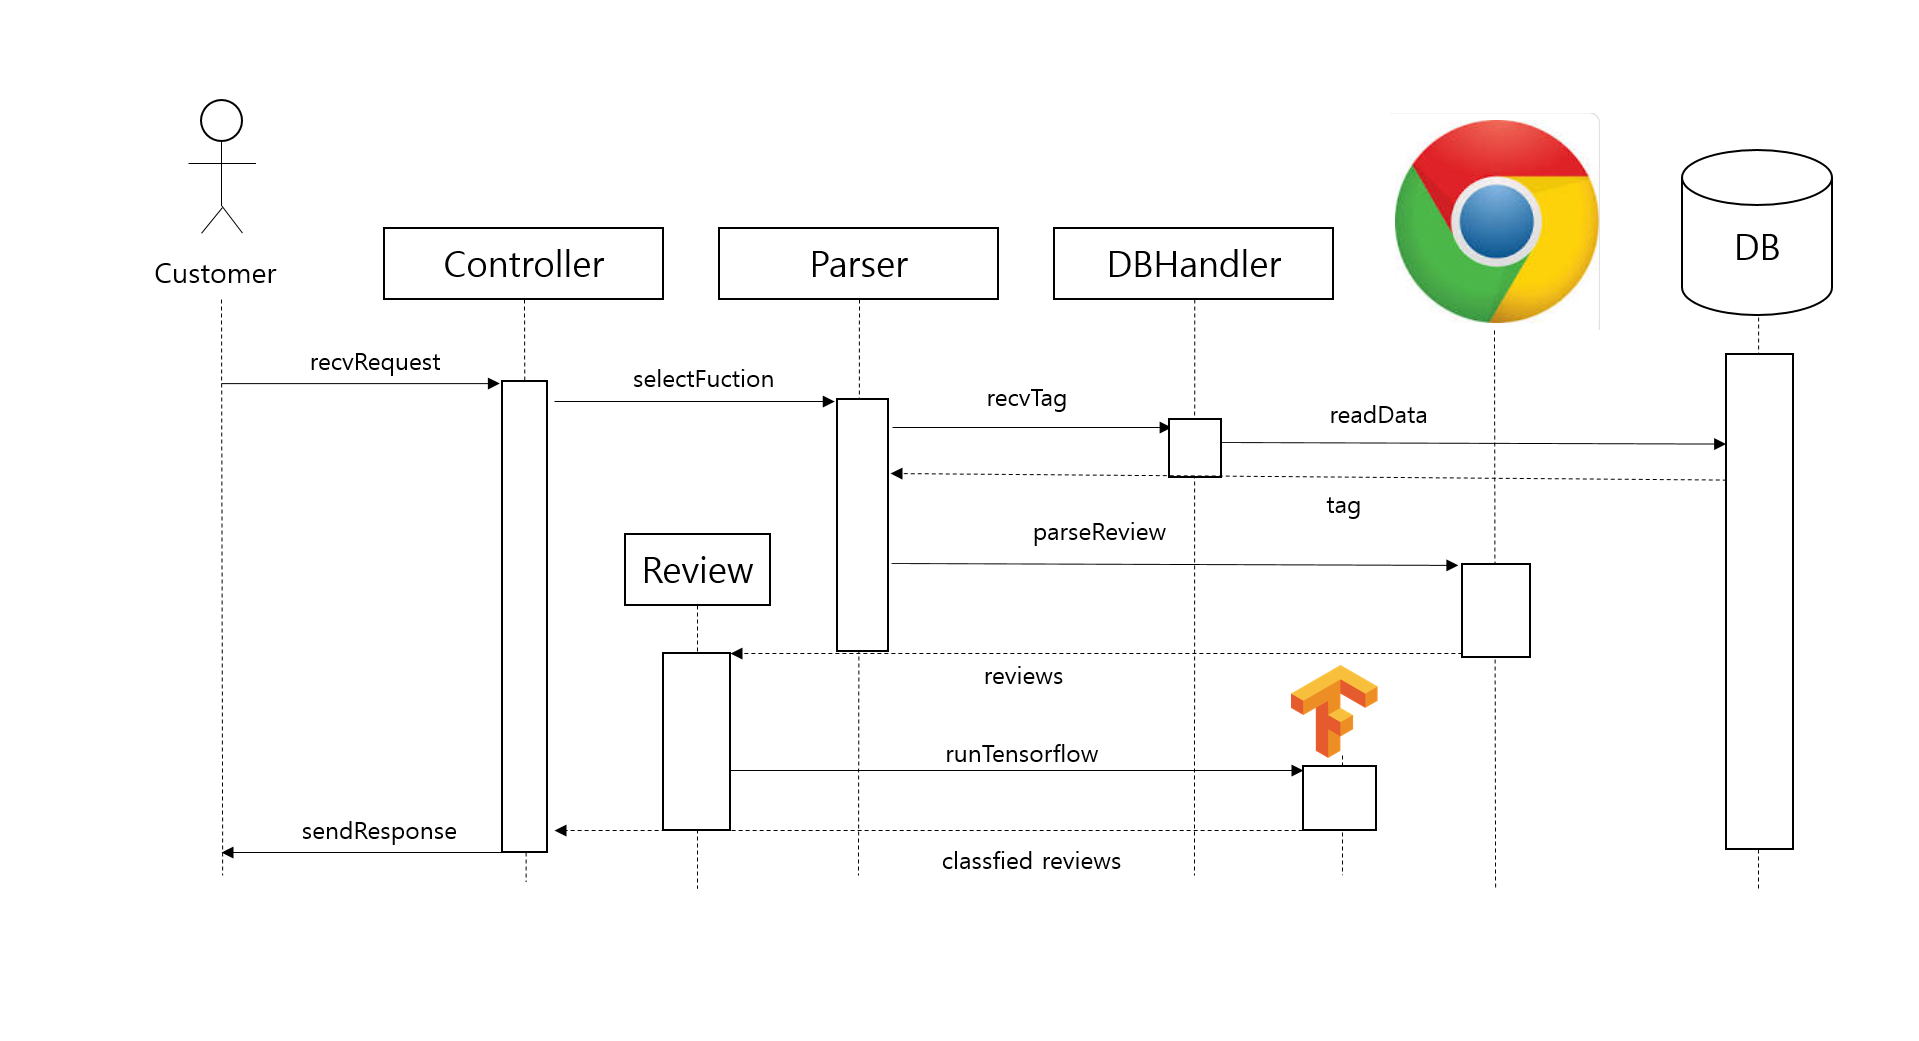 Customer
Controller
Parser
DBHandler
DB
recvRequest
selectFuction
recvTag
readData
tag
parseReview
Review
reviews
runTensorflow
sendResponse
classfied reviews